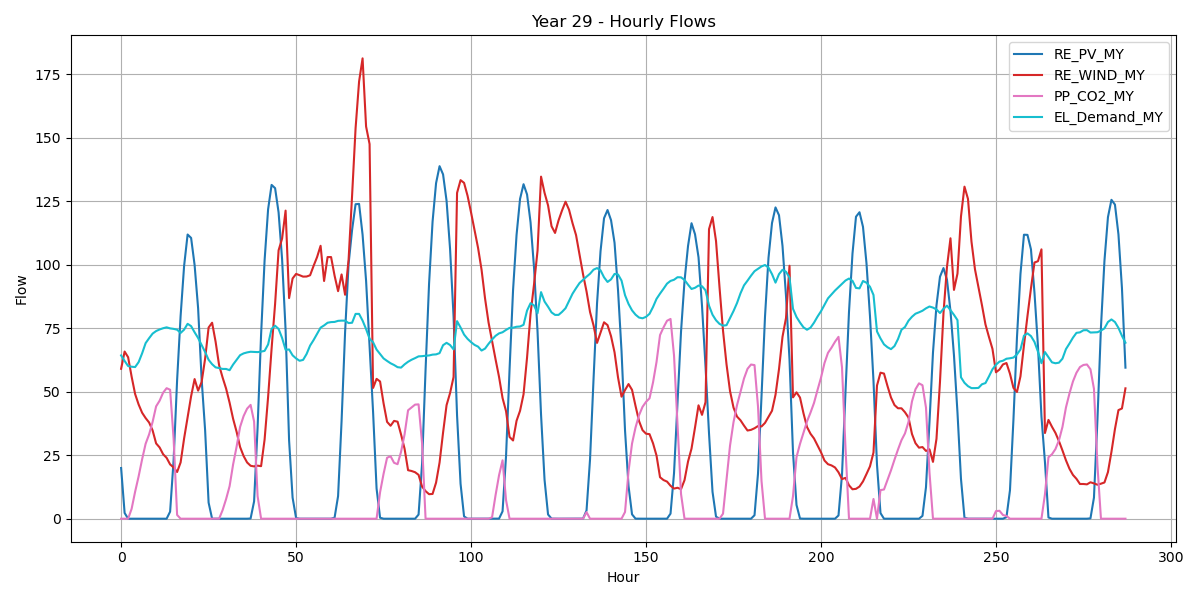 Year 29 - Hourly Flows
RE_PV_MY
RE_WIND_MY
PP_CO2_MY
EL_Demand_MY
175
150
125
100
75
50
25
0
Flow
0
50
100
150
200
250
300
Hour